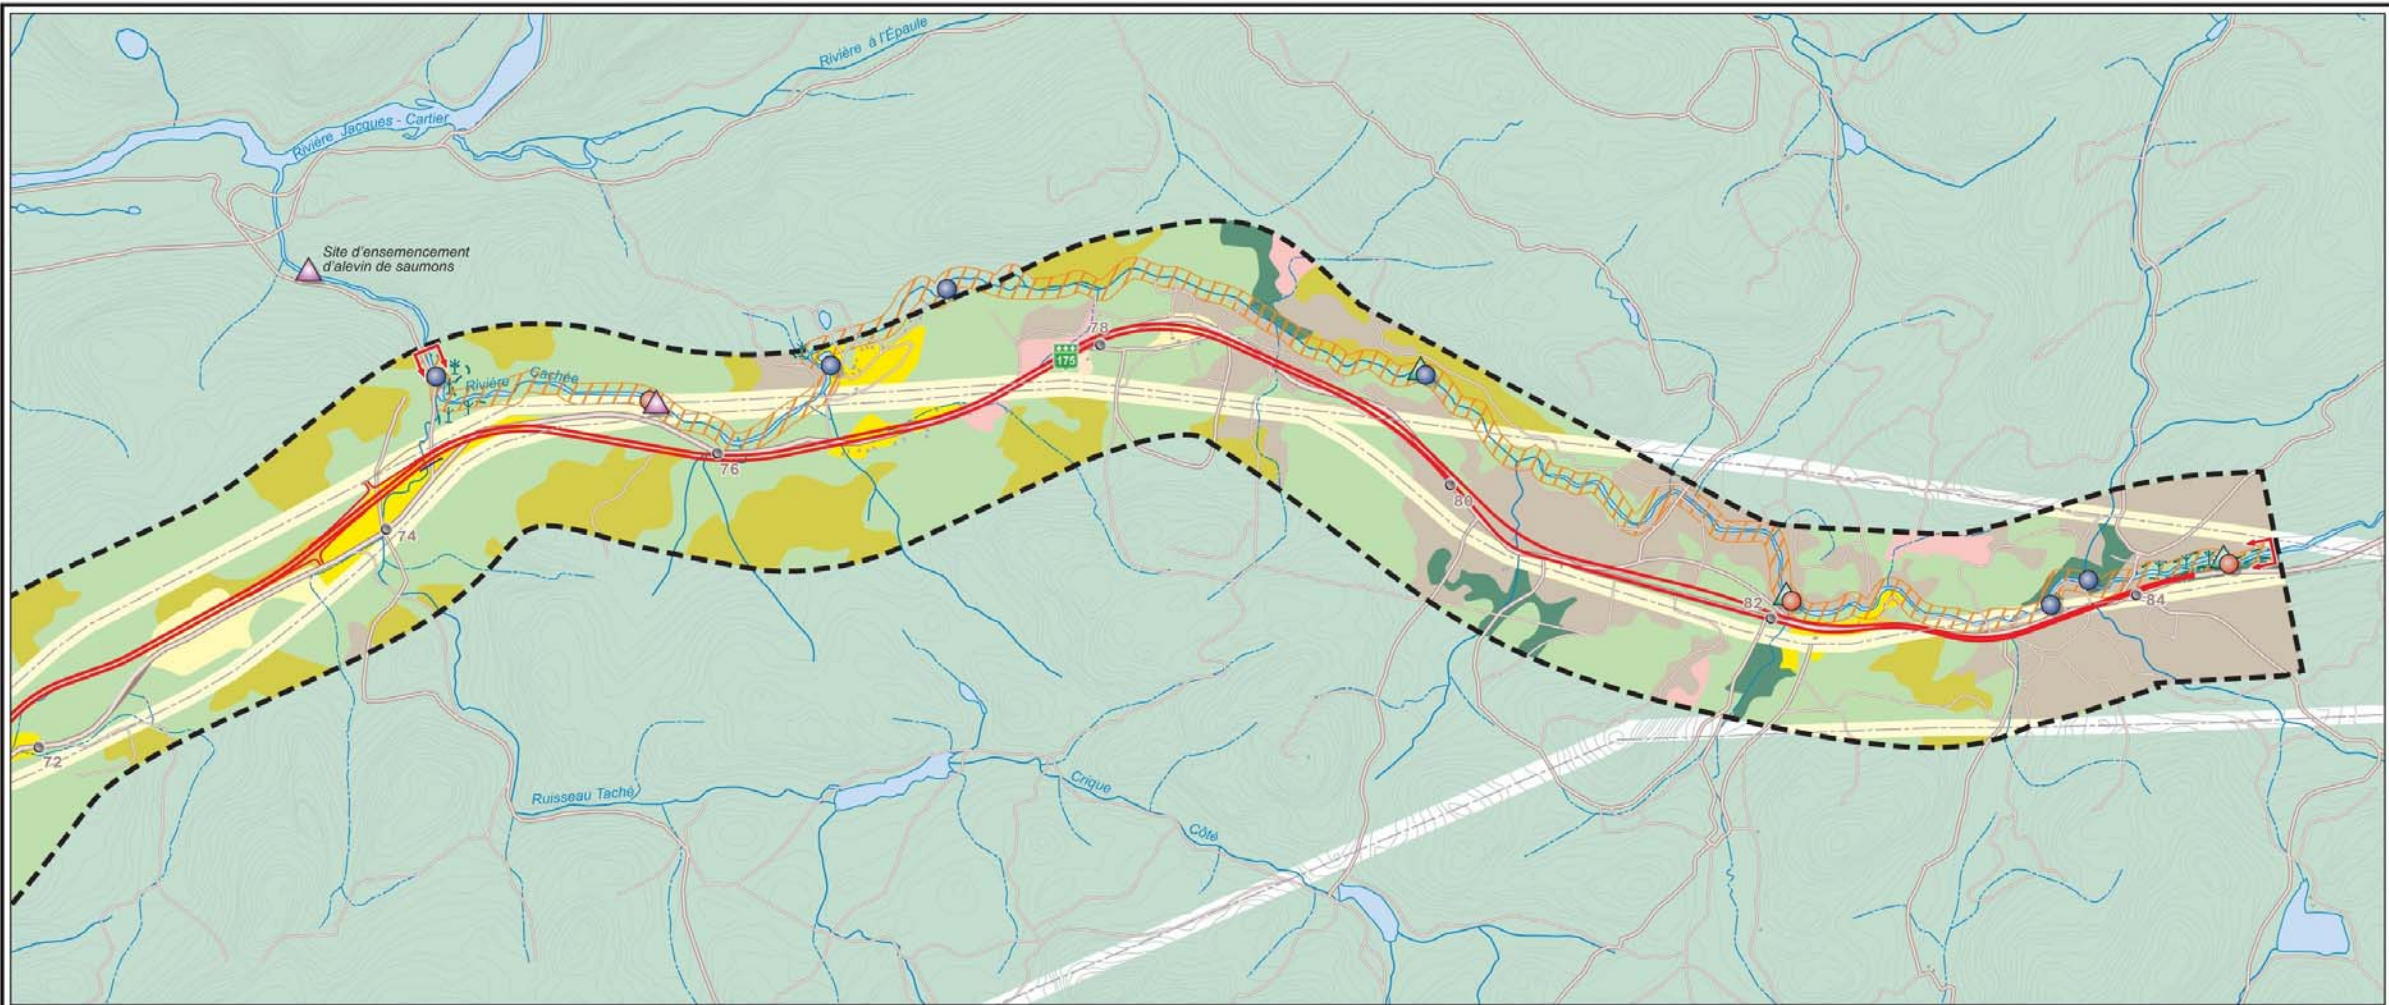 Rivière à l'Épaule
Rivière Jacques - Cartier
Site d'ensemencement
d'alevin de saumons
78
175
Rivière Cachée
76
80
74
82
84
72
Ruisseau Taché
Crique
Côté